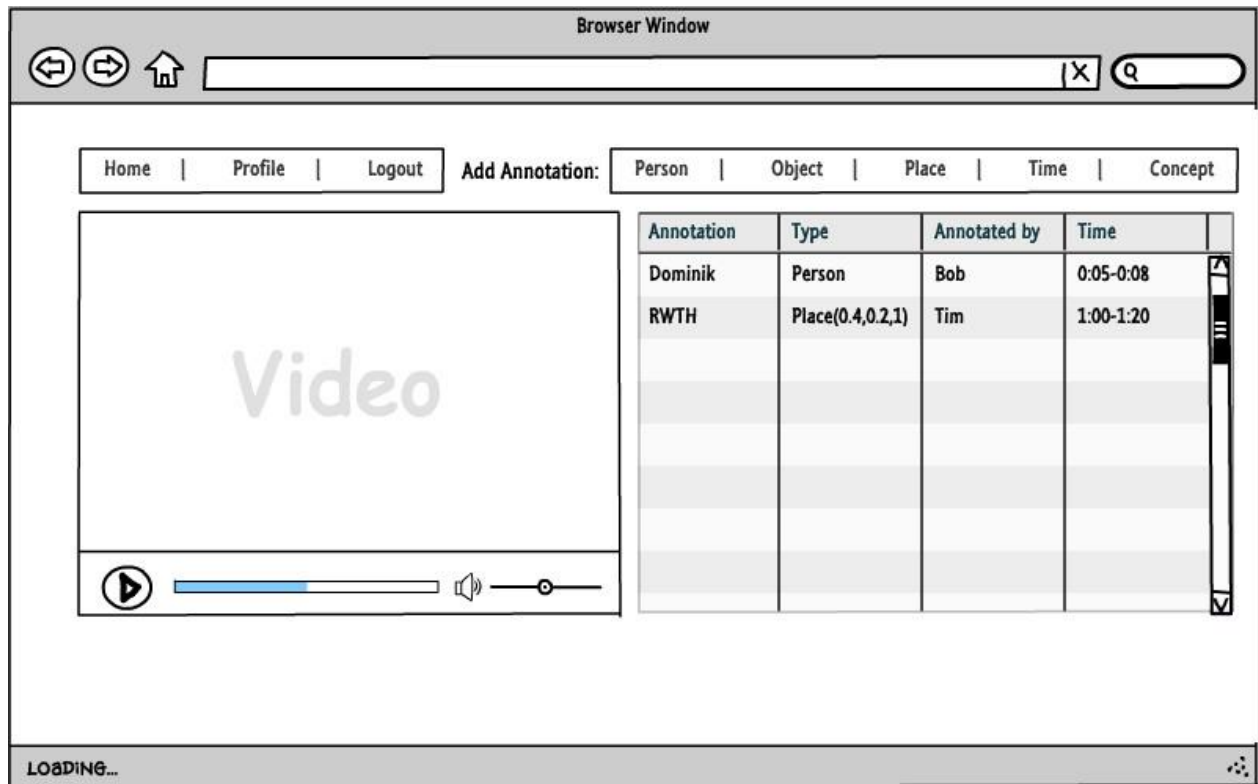 Browser Window
Home | Profile | Logout Add Annotation: Person | Object | Place | Time | Concept
Annotation Type Annotated by Time
Dominik Person Bob 0:05-0:08
RWTH Place(0.4,0.2,1) Tim 1:00-1:20
Video
LOADING...